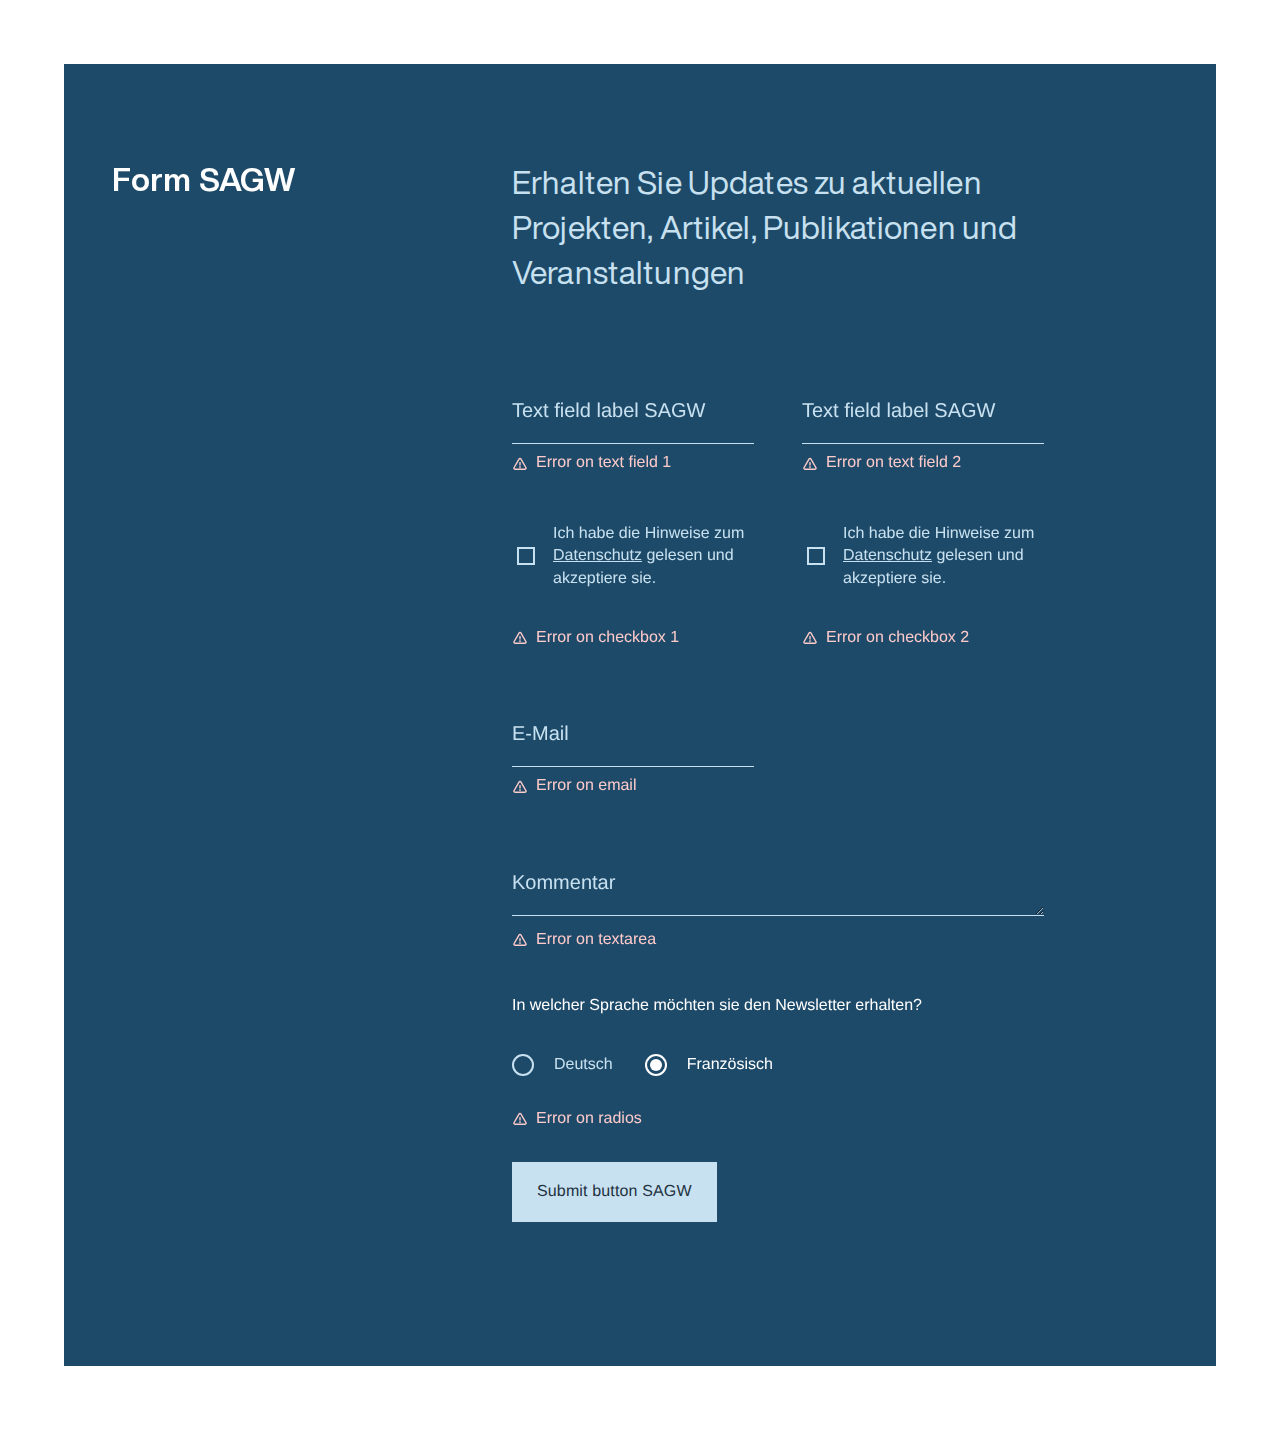 Form SAGW
Erhalten Sie Updates zu aktuellen
Projekten, Artikel, Publikationen und
Veranstaltungen
Text field label SAGW
Error on text field 1
Text field label SAGW
Error on text field 2
Ich habe die Hinweise zum
Datenschutz gelesen und
akzeptiere sie.
Error on checkbox 1
Ich habe die Hinweise zum
Datenschutz gelesen und
akzeptiere sie.
Error on checkbox 2
E-Mail
Error on email
Kommentar
Error on textarea
In welcher Sprache möchten sie den Newsletter erhalten?
Deutsch
Französisch
Error on radios
Submit button SAGW